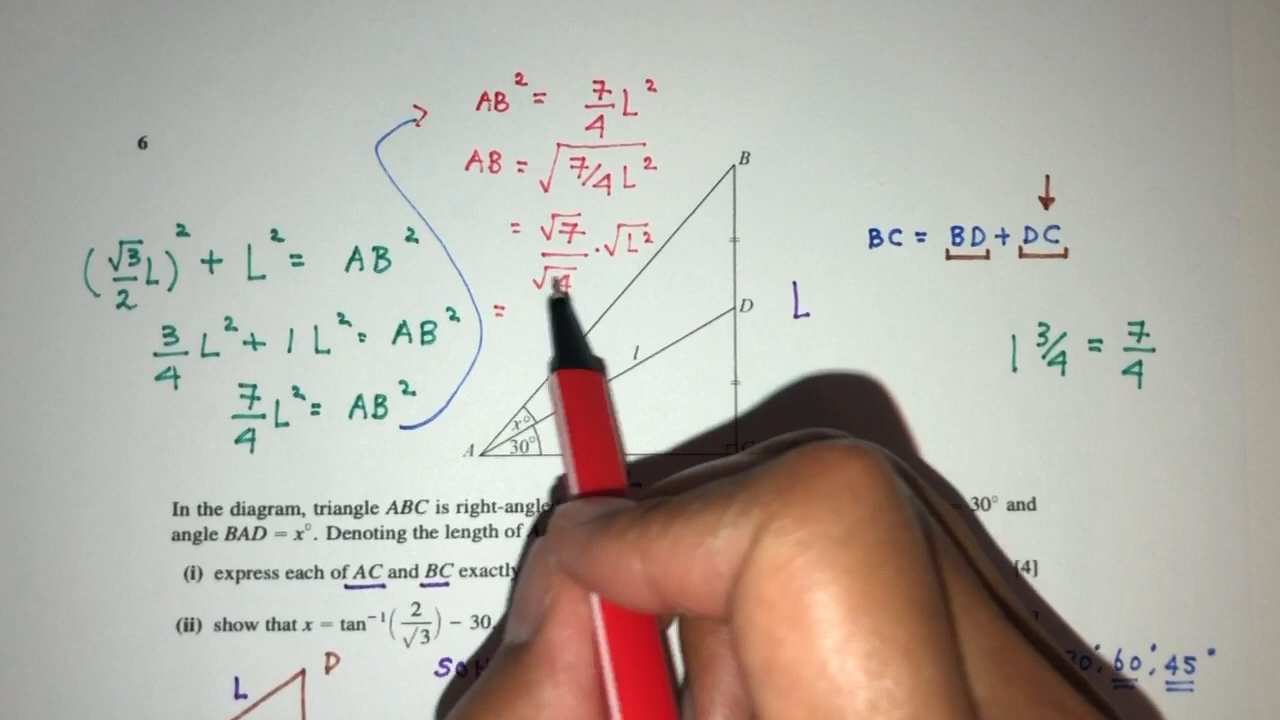 6
AB² = 7/4 L²
AB = √7/4 L²
= √7/√4 · √L²
=
(√3/2 L)² + L² = AB²
3/4 L² + 1 L² = AB²
7/4 L² = AB²
B
D
A
x°
30°
l
L
BC = BD + DC
1 3/4 = 7/4
In the diagram, triangle ABC is right-angle 30° and
angle BAD = x°. Denoting the length of
(i) express each of AC and BC exactly [4]
(ii) show that x = tan⁻¹(2/√3) − 30.
L
D
60°; 45°